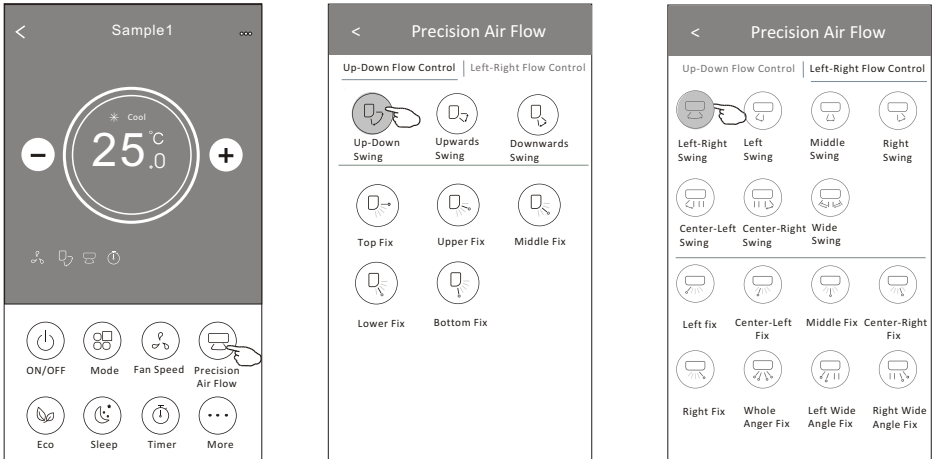 < Sample1 ooo
Cool
25.0 °C
− +
ON/OFF Mode Fan Speed Precision
Air Flow
Eco Sleep Timer More
< Precision Air Flow
Up-Down Flow Control | Left-Right Flow Control
Up-Down Upwards Downwards
Swing Swing Swing
Top Fix Upper Fix Middle Fix
Lower Fix Bottom Fix
< Precision Air Flow
Up-Down Flow Control | Left-Right Flow Control
Left-Right Left Middle Right
Swing Swing Swing Swing
Center-Left Center-Right Wide
Swing Swing Swing
Left fix Center-Left Middle Fix Center-Right
Fix Fix
Right Fix Whole Left Wide Right Wide
Anger Fix Angle Fix Angle Fix